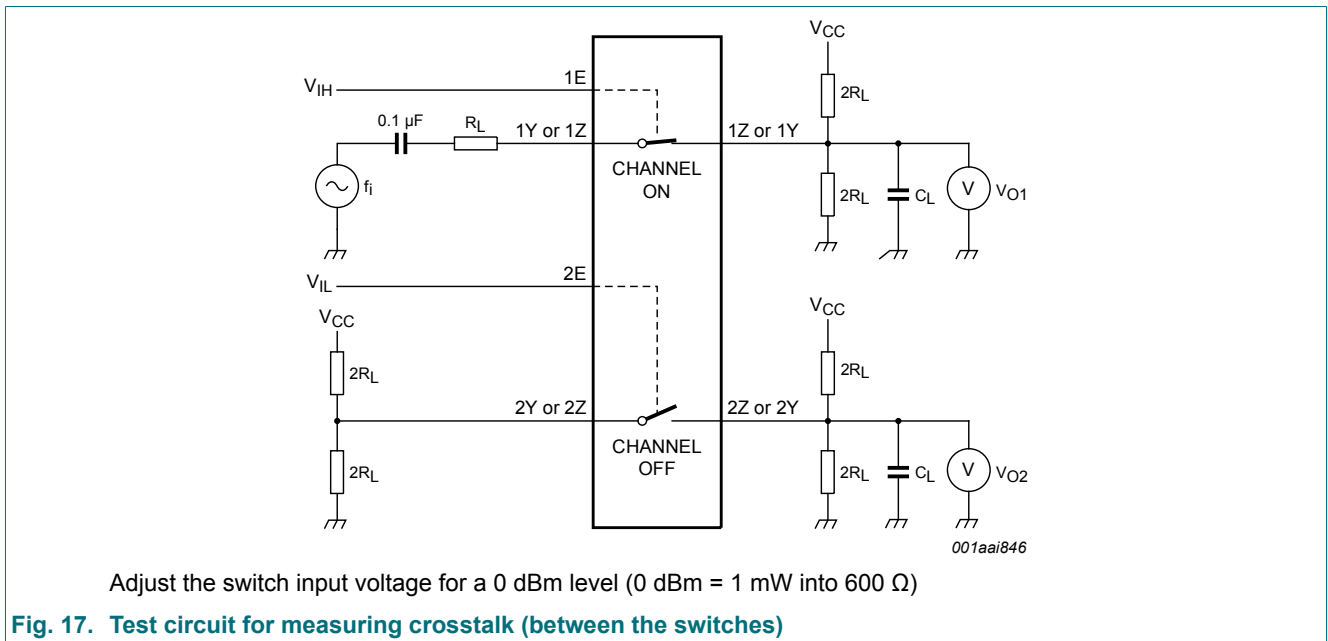 VCC
VIH
1E
2RL
0.1 µF
RL
1Y or 1Z
1Z or 1Y
CHANNEL
ON
fi
2RL
CL
V
VO1
VIL
2E
VCC
VCC
2RL
2RL
2Y or 2Z
2Z or 2Y
CHANNEL
OFF
2RL
2RL
CL
V
VO2
001aai846
Adjust the switch input voltage for a 0 dBm level (0 dBm = 1 mW into 600 Ω)
Fig. 17. Test circuit for measuring crosstalk (between the switches)